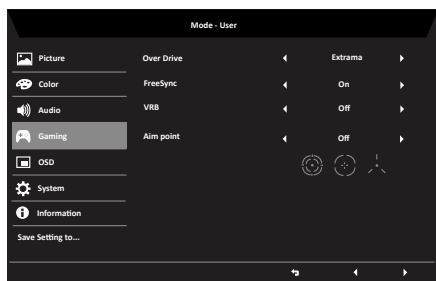 Mode - User
Picture
Over Drive Extrama
Color
FreeSync On
Audio
VRB Off
Gaming
Aim point Off
OSD
System
Information
Save Setting to...